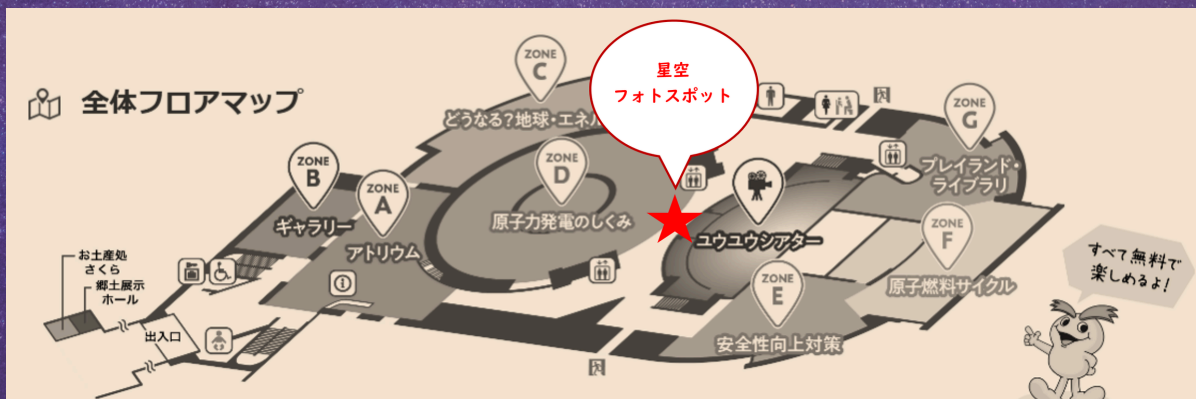 全体フロアマップ
星空
フォトスポット
ZONE
C
どうなる?地球・エネル
ZONE
G
プレイランド・
ライブラリ
ZONE
B
ギャラリー
ZONE
A
アトリウム
ZONE
D
原子力発電のしくみ
ユウユウシアター
ZONE
F
原子燃料サイクル
ZONE
E
安全性向上対策
お土産処
さくら
郷土展示
ホール
出入口
すべて無料で
楽しめるよ!